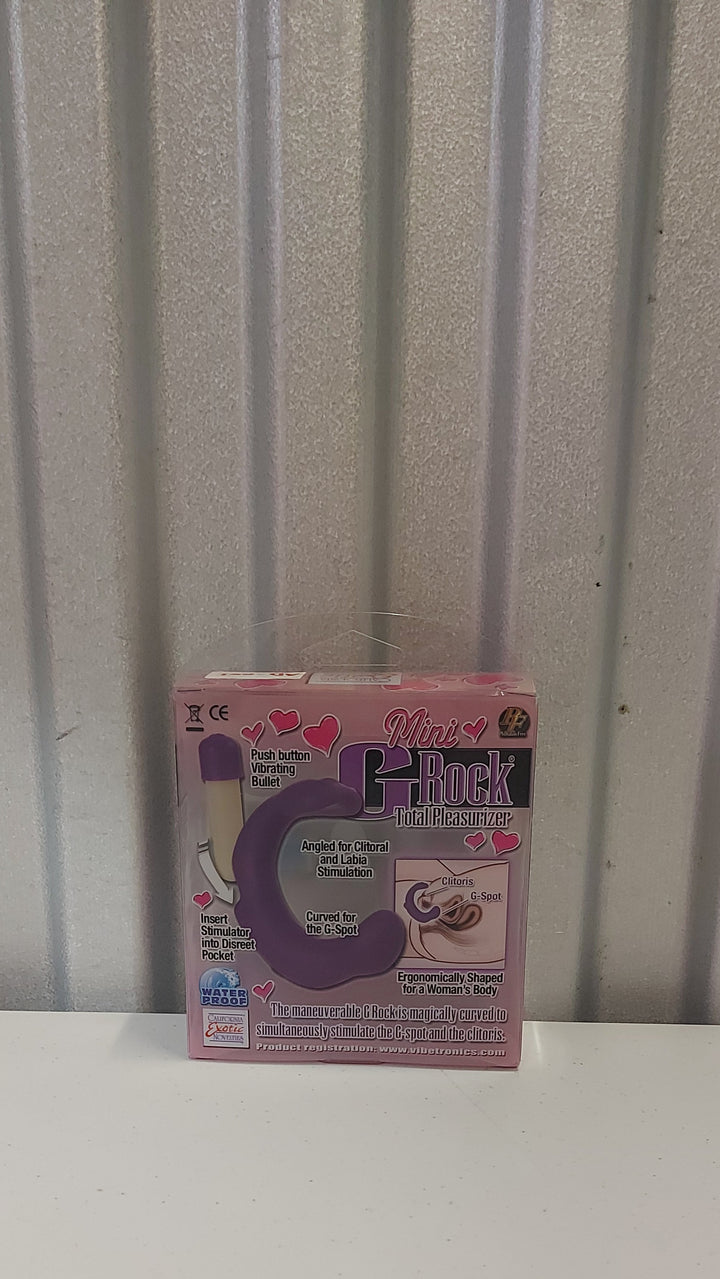 CE
Mini
G Rock®
Total Pleasurizer
Push button
Vibrating
Bullet
Angled for Clitoral
and Labia
Stimulation
Clitoris
G-Spot
Insert
Stimulator
into Disreet
Pocket
Curved for
the G-Spot
Ergonomically Shaped
for a Woman's Body
WATER
PROOF
CALIFORNIA
Exotic
NOVELTIES
The maneuverable G Rock is magically curved to
simultaneously stimulate the G-spot and the clitoris.
Product registration: www.vibetronics.com